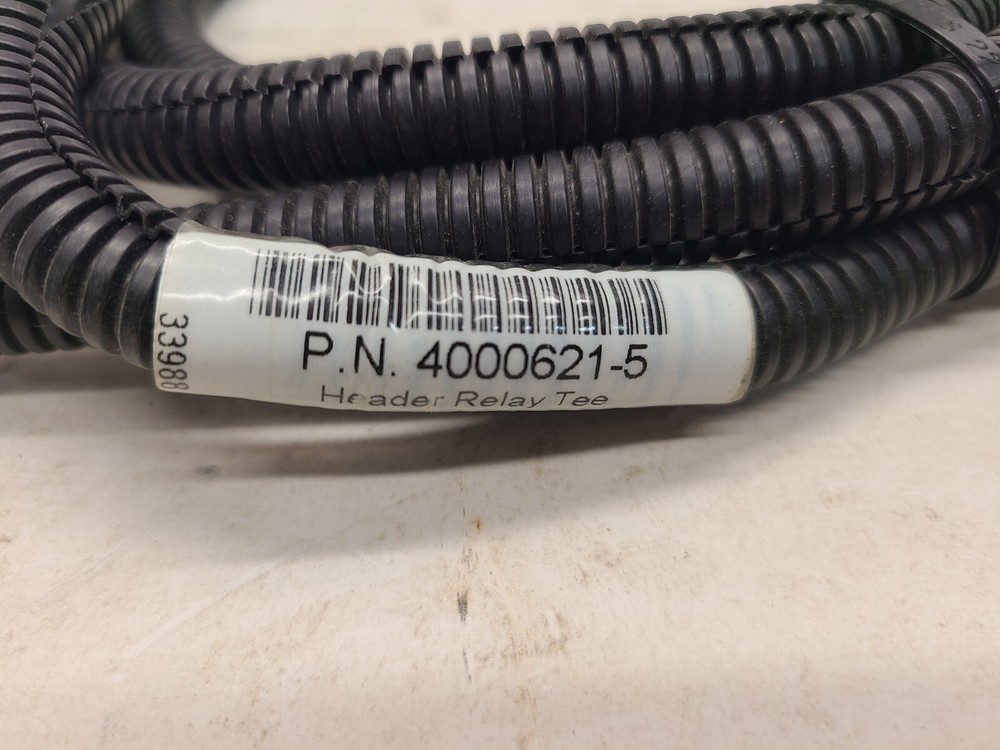 P.N. 4000621-5
Header Relay Tee
33988